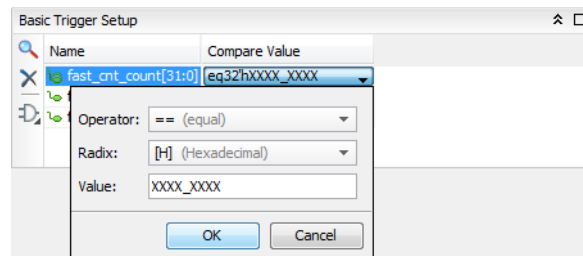 Basic Trigger Setup
Name Compare Value
fast_cnt_count[31:0] eq32'hXXXX_XXXX
Operator: == (equal)
Radix: [H] (Hexadecimal)
Value: XXXX_XXXX
OK Cancel